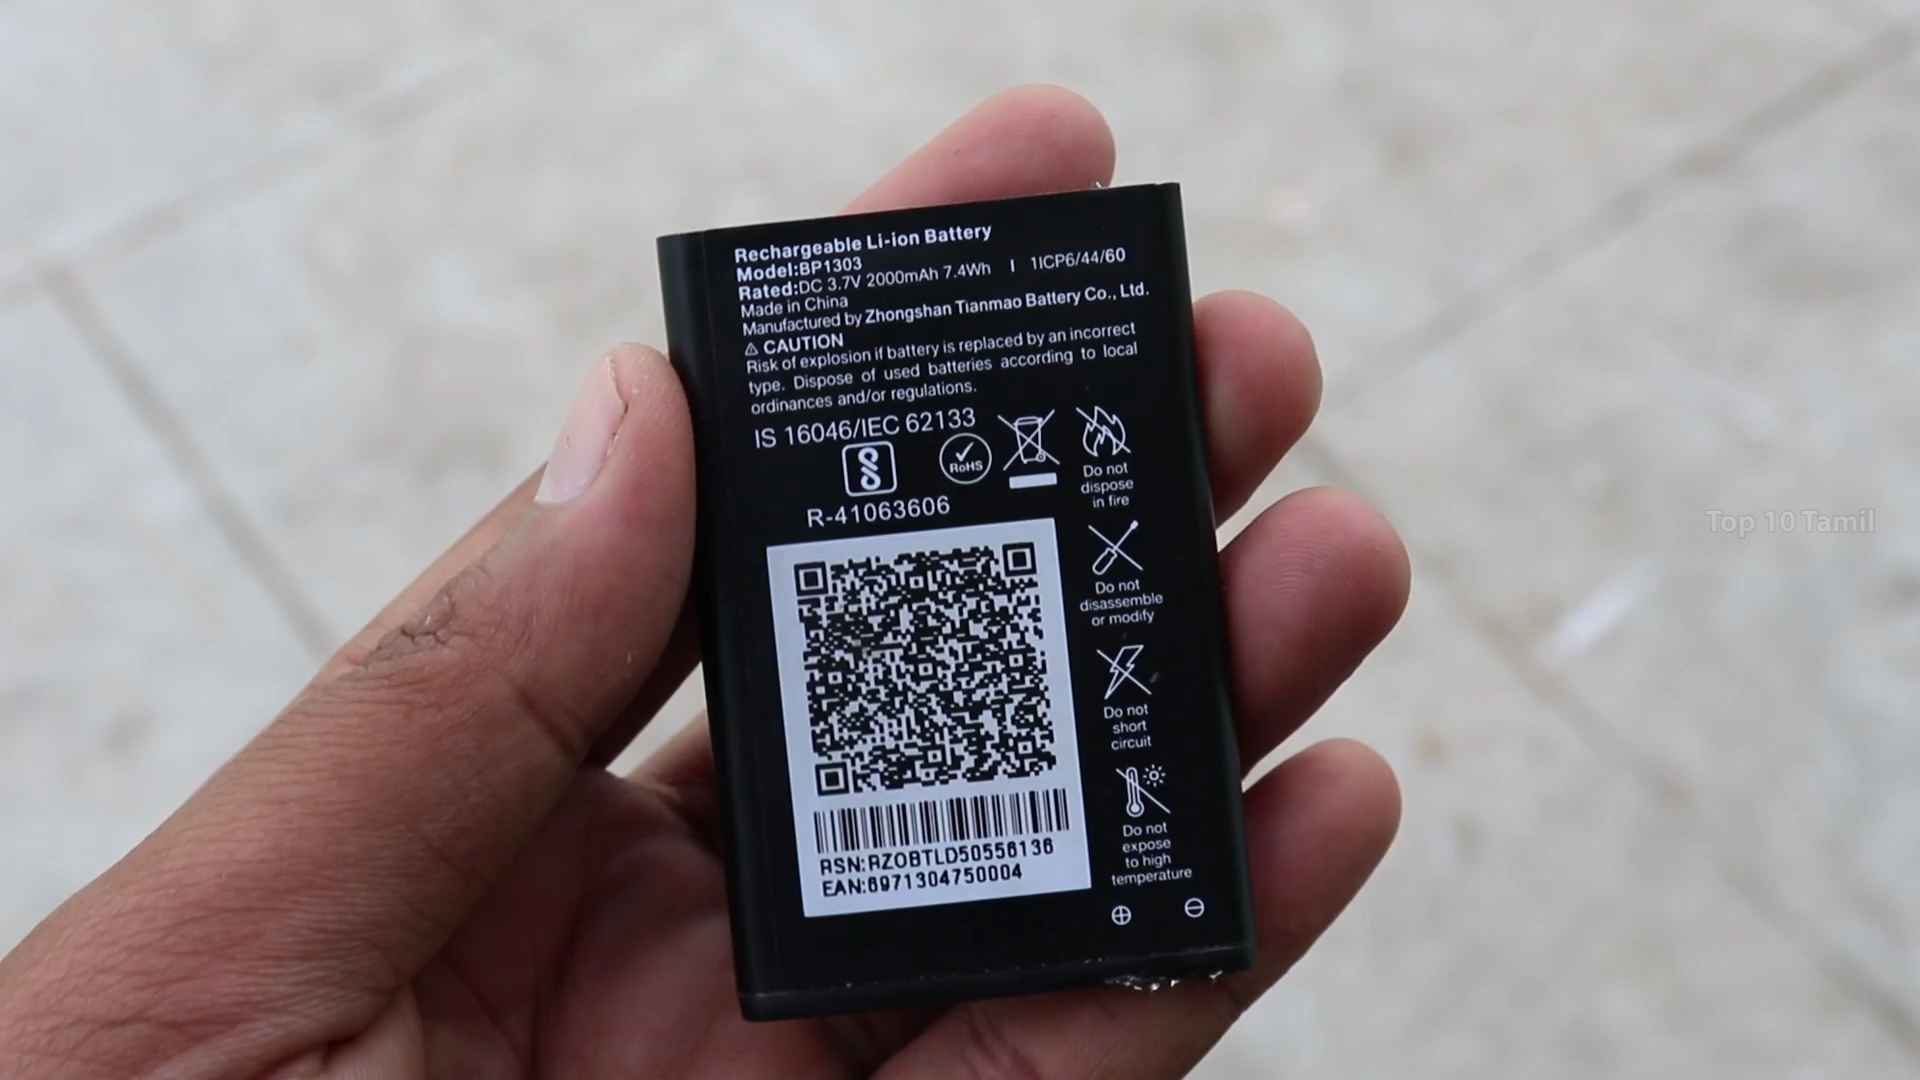 Rechargeable Li-ion Battery
Model:BP1303
Rated:DC 3.7V 2000mAh 7.4Wh | 1ICP6/44/60
Made in China
Manufactured by Zhongshan Tianmao Battery Co., Ltd.
⚠ CAUTION
Risk of explosion if battery is replaced by an incorrect
type. Dispose of used batteries according to local
ordinances and/or regulations.
IS 16046/IEC 62133
RoHS
R-41063606
Do not
dispose
in fire
Do not
disassemble
or modify
Do not
short
circuit
Do not
expose
to high
temperature
RSN:RZOBTLD50556136
EAN:6971304750004
⊕ ⊖
Top 10 Tamil